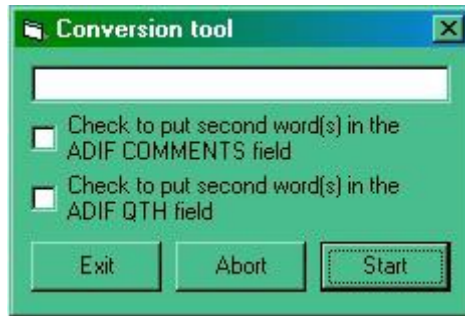 Conversion tool
Check to put second word(s) in the
ADIF COMMENTS field
Check to put second word(s) in the
ADIF QTH field
Exit Abort Start